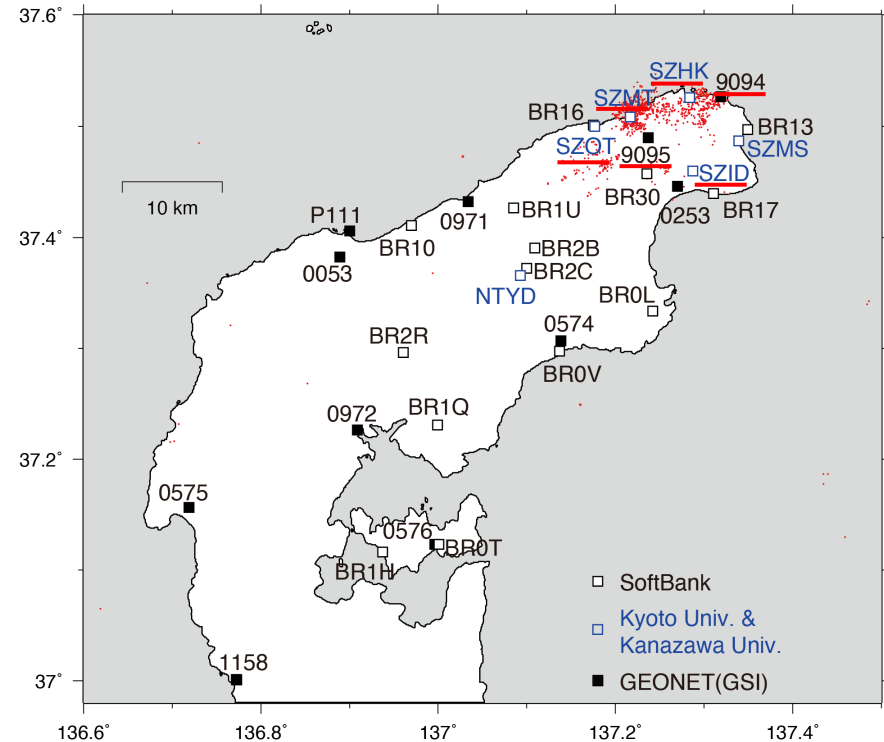 37.6˚
SZHK
9094
SZMT
BR16
BR13
SZQT
SZMS
9095
SZID
10 km
BR30
0253
BR17
P111
0971
BR1U
37.4˚
BR10
BR2B
0053
BR2C
NTYD
BR0L
0574
BR2R
BR0V
BR1Q
0972
37.2˚
0575
0576
BR0T
BR1H
SoftBank
Kyoto Univ. &
Kanazawa Univ.
1158
37˚
GEONET(GSI)
136.6˚
136.8˚
137˚
137.2˚
137.4˚